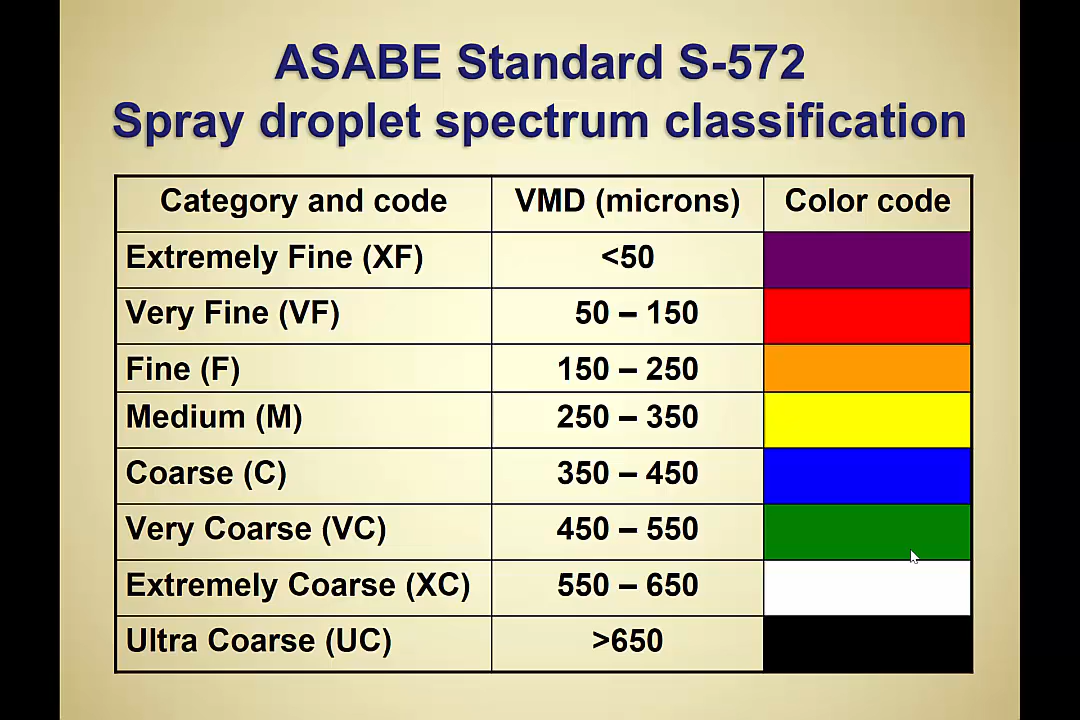 ASABE Standard S-572
Spray droplet spectrum classification
Category and code VMD (microns) Color code
Extremely Fine (XF) <50
Very Fine (VF) 50 – 150
Fine (F) 150 – 250
Medium (M) 250 – 350
Coarse (C) 350 – 450
Very Coarse (VC) 450 – 550
Extremely Coarse (XC) 550 – 650
Ultra Coarse (UC) >650